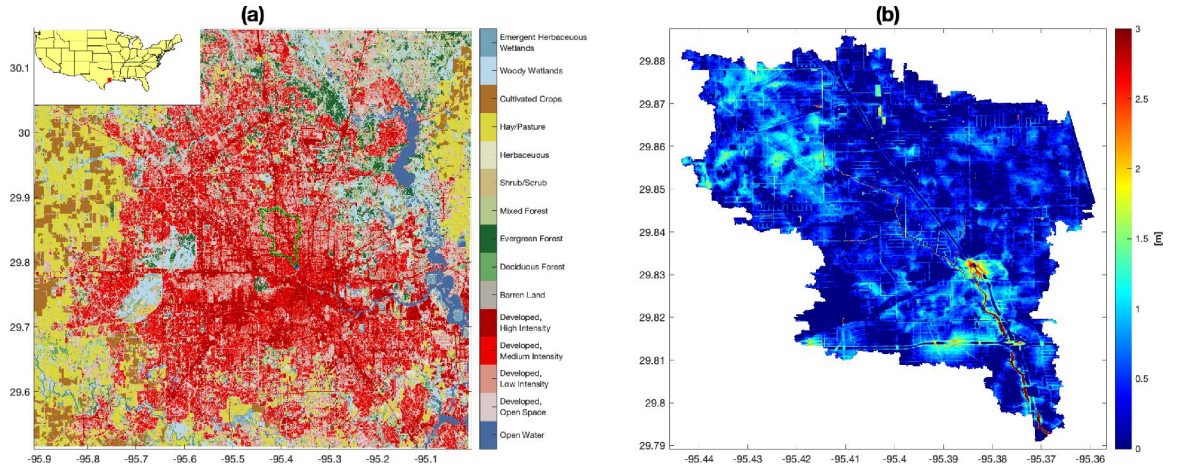 (a)
(b)
30.1
30
29.9
29.8
29.7
29.6
-95.9
-95.8
-95.7
-95.6
-95.5
-95.4
-95.3
-95.2
-95.1
Emergent Herbaceuous
Wetlands
Woody Wetlands
Cultivated Crops
Hay/Pasture
Herbaceuous
Shrub/Scrub
Mixed Forest
Evergreen Forest
Deciduous Forest
Barren Land
Developed,
High Intensity
Developed,
Medium Intensity
Developed,
Low Intensity
Developed,
Open Space
Open Water
29.88
29.87
29.86
29.85
29.84
29.83
29.82
29.81
29.8
29.79
-95.44
-95.43
-95.42
-95.41
-95.4
-95.39
-95.38
-95.37
-95.36
3
2.5
2
1.5
1
0.5
0
[m]